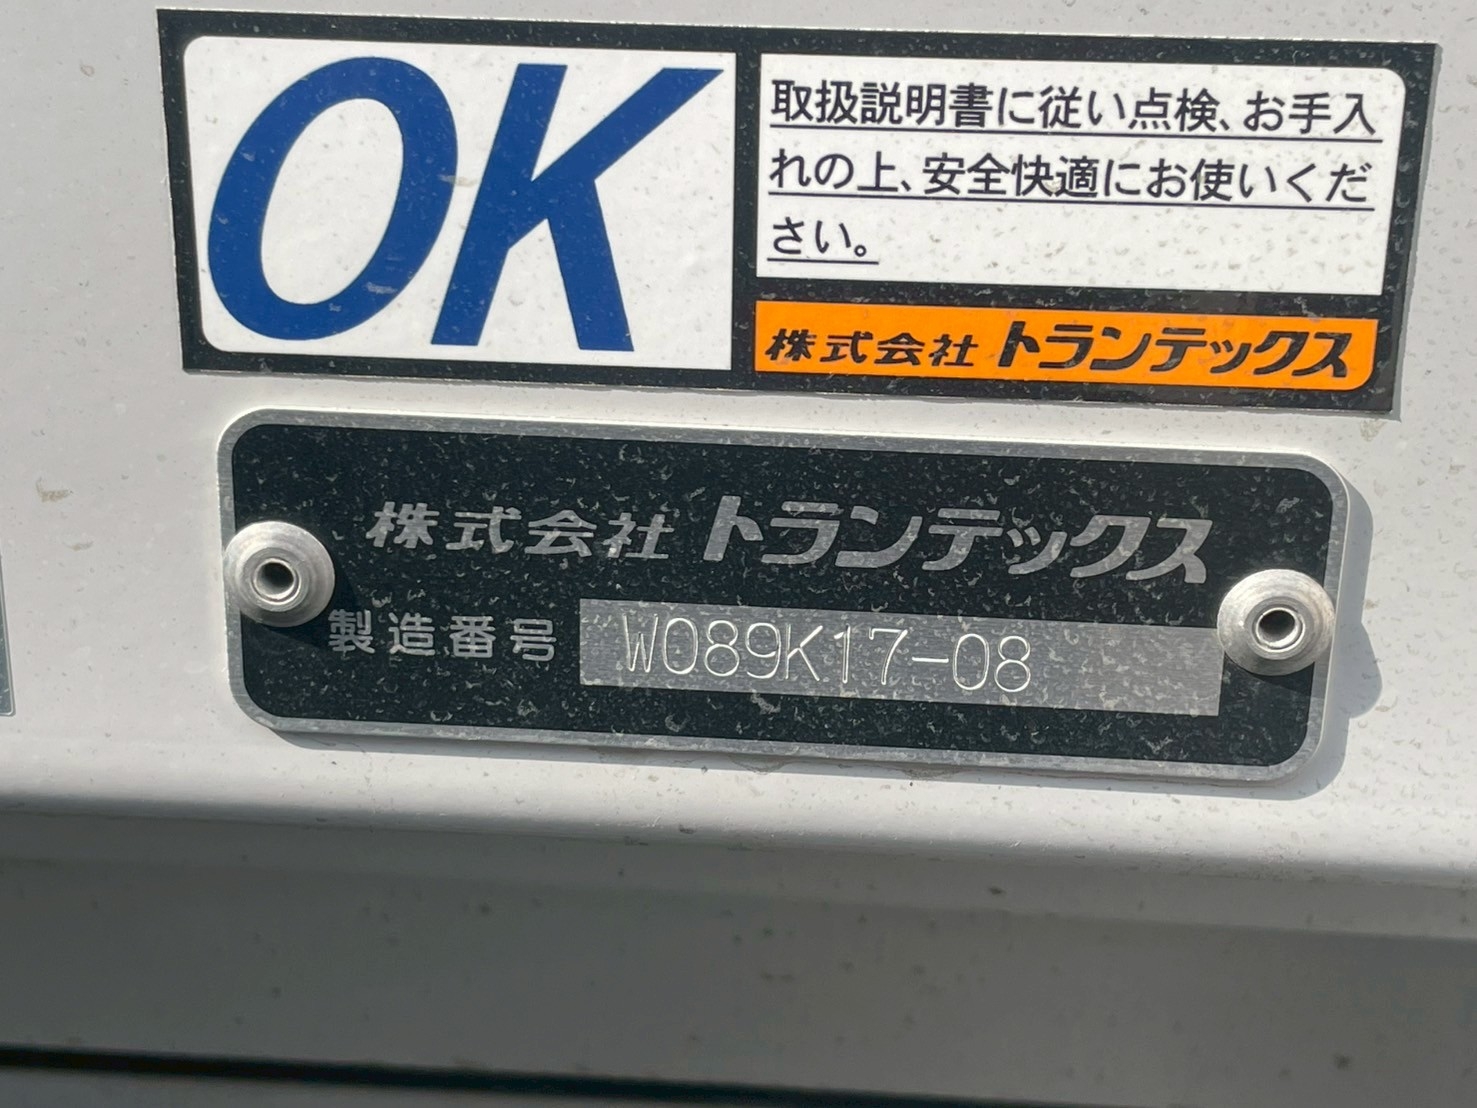 OK
取扱説明書に従い点検、お手入
れの上、安全快適にお使いくだ
さい。
株式会社トランテックス
株式会社トランテックス
製造番号 W089K17-08